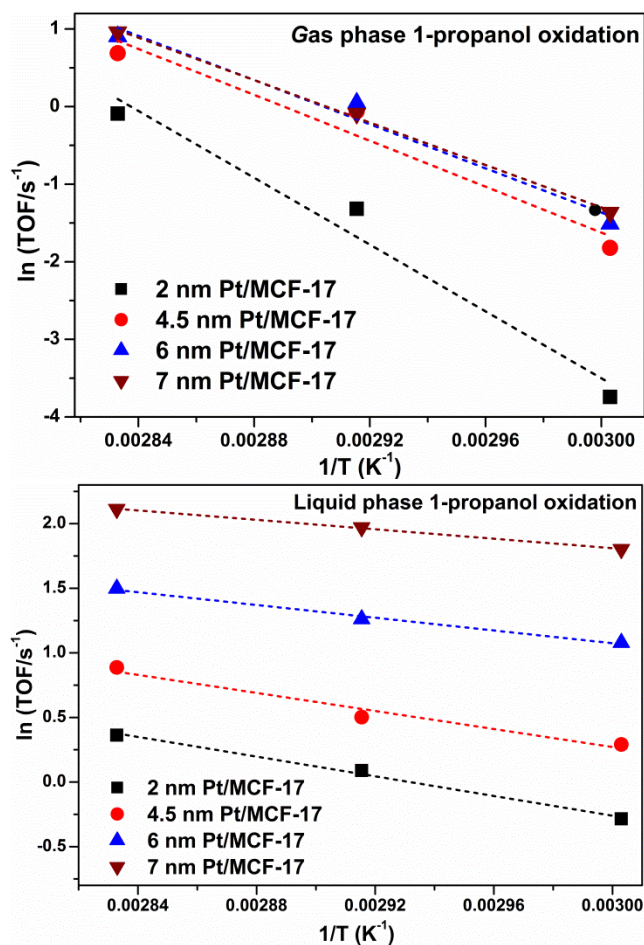 Gas phase 1-propanol oxidation
ln (TOF/s⁻¹)
1
0
-1
-2
-3
-4
2 nm Pt/MCF-17
4.5 nm Pt/MCF-17
6 nm Pt/MCF-17
7 nm Pt/MCF-17
0.00284 0.00288 0.00292 0.00296 0.00300
1/T (K⁻¹)
Liquid phase 1-propanol oxidation
ln (TOF/s⁻¹)
2.0
1.5
1.0
0.5
0.0
-0.5
2 nm Pt/MCF-17
4.5 nm Pt/MCF-17
6 nm Pt/MCF-17
7 nm Pt/MCF-17
0.00284 0.00288 0.00292 0.00296 0.00300
1/T (K⁻¹)